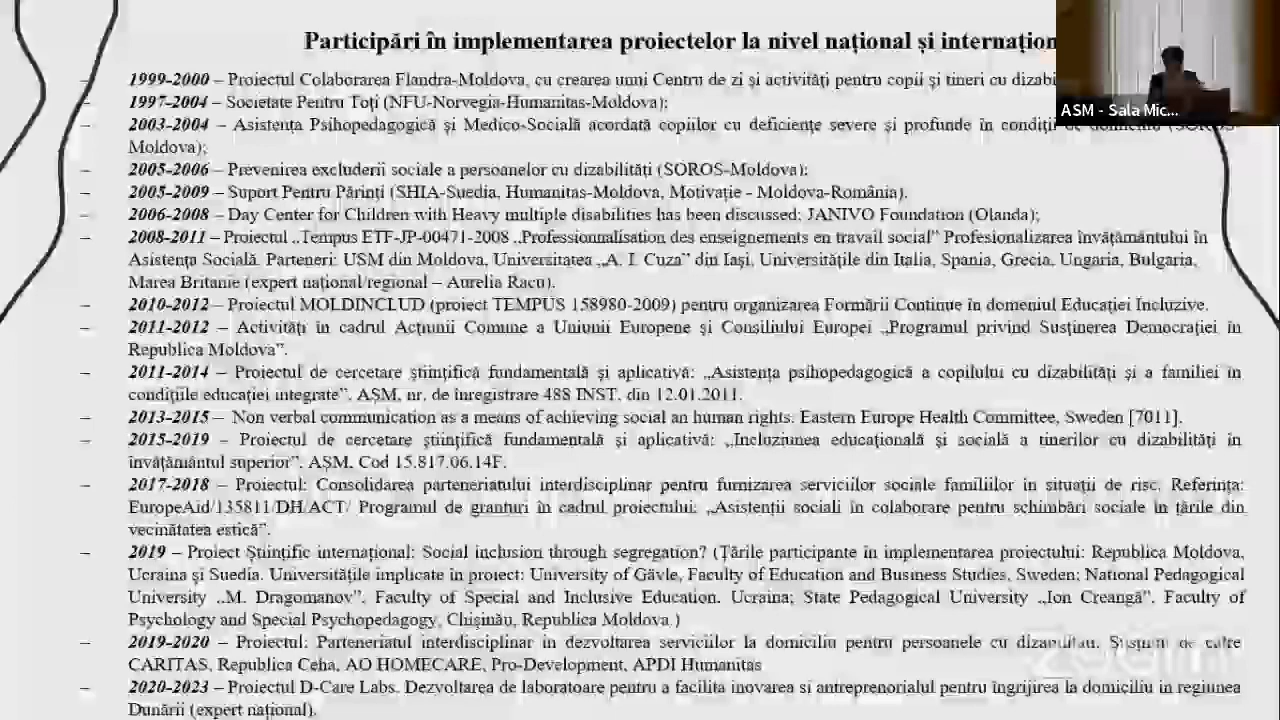 Participări în implementarea proiectelor la nivel național și internațion
– 1999-2000 – Proiectul Colaborarea Flandra-Moldova, cu crearea unui Centru de zi și activități pentru copii și tineri cu dizabi
– 1997-2004 – Societate Pentru Toți (NFU-Norvegia-Humanitas-Moldova);
– 2003-2004 – Asistența Psihopedagogică și Medico-Socială acordată copiilor cu deficiențe severe și profunde în condiții de domiciliu (SOROS-
Moldova);
– 2005-2006 – Prevenirea excluderii sociale a persoanelor cu dizabilități (SOROS-Moldova);
– 2005-2009 – Suport Pentru Părinți (SHIA-Suedia, Humanitas-Moldova, Motivație - Moldova-România).
– 2006-2008 – Day Center for Children with Heavy multiple disabilities has been discussed; JANIVO Foundation (Olanda);
– 2008-2011 – Proiectul „Tempus ETF-JP-00471-2008 „Professionnalisation des enseignements en travail social” Profesionalizarea învățământului în
Asistența Socială. Parteneri: USM din Moldova, Universitatea „A. I. Cuza” din Iași, Universitățile din Italia, Spania, Grecia, Ungaria, Bulgaria,
Marea Britanie (expert național/regional – Aurelia Racu).
– 2010-2012 – Proiectul MOLDINCLUD (proiect TEMPUS 158980-2009) pentru organizarea Formării Continue în domeniul Educației Incluzive.
– 2011-2012 – Activități în cadrul Acțiunii Comune a Uniunii Europene și Consiliului Europei „Programul privind Susținerea Democrației în
Republica Moldova”.
– 2011-2014 – Proiectul de cercetare științifică fundamentală și aplicativă: „Asistența psihopedagogică a copilului cu dizabilități și a familiei în
condițiile educației integrate”. AȘM, nr. de înregistrare 488 INST. din 12.01.2011.
– 2013-2015 – Non verbal communication as a means of achieving social an human rights. Eastern Europe Health Committee, Sweden [7011].
– 2015-2019 – Proiectul de cercetare științifică fundamentală și aplicativă: „Incluziunea educațională și socială a tinerilor cu dizabilități în
învățământul superior”. AȘM. Cod 15.817.06.14F.
– 2017-2018 – Proiectul: Consolidarea parteneriatului interdisciplinar pentru furnizarea serviciilor sociale familiilor in situații de risc. Referința:
EuropeAid/135811/DH/ACT/ Programul de granturi în cadrul proiectului: „Asistenții sociali în colaborare pentru schimbări sociale în țările din
vecinătatea estică”.
– 2019 – Proiect Științific internațional: Social inclusion through segregation? (Țările participante în implementarea proiectului: Republica Moldova,
Ucraina și Suedia. Universitățile implicate în proiect: University of Gävle, Faculty of Education and Business Studies, Sweden; National Pedagogical
University „M. Dragomanov”, Faculty of Special and Inclusive Education. Ucraina; State Pedagogical University „Ion Creangă”. Faculty of
Psychology and Special Psychopedagogy, Chișinău, Republica Moldova.)
– 2019-2020 – Proiectul: Parteneriatul interdisciplinar in dezvoltarea serviciilor la domiciliu pentru persoanele cu dizabilitati. Susținut de catre
CARITAS, Republica Ceha, AO HOMECARE, Pro-Development, APDI Humanitas
– 2020-2023 – Proiectul D-Care Labs. Dezvoltarea de laboratoare pentru a facilita inovarea si antreprenorialul pentru îngrijirea la domiciliu in regiunea
Dunării (expert național).
ASM - Sala Mic...
zoom